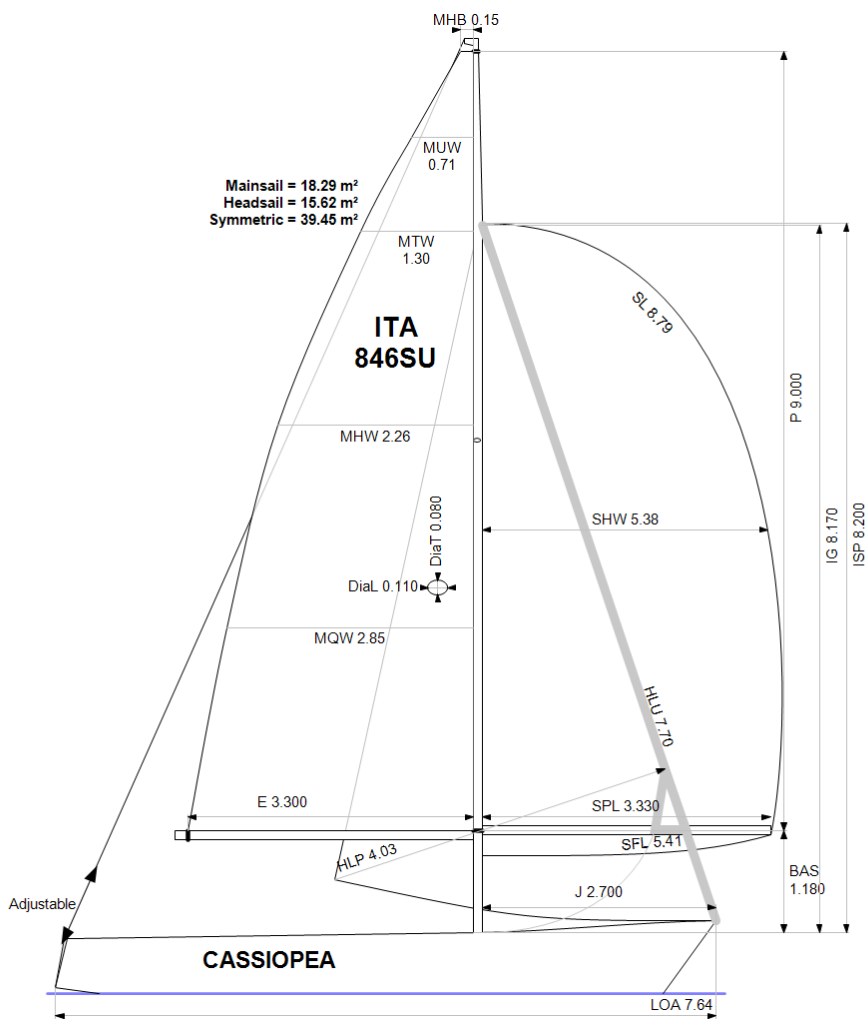 MHB 0.15
MUW
0.71
Mainsail = 18.29 m²
Headsail = 15.62 m²
Symmetric = 39.45 m²
MTW
1.30
SL 8.79
ITA
846SU
P 9.000
MHW 2.26
IG 8.170
ISP 8.200
SHW 5.38
DiaT 0.080
DiaL 0.110
MQW 2.85
HLU 7.70
E 3.300
SPL 3.330
SFL 5.41
HLP 4.03
BAS
1.180
J 2.700
Adjustable
CASSIOPEA
LOA 7.64